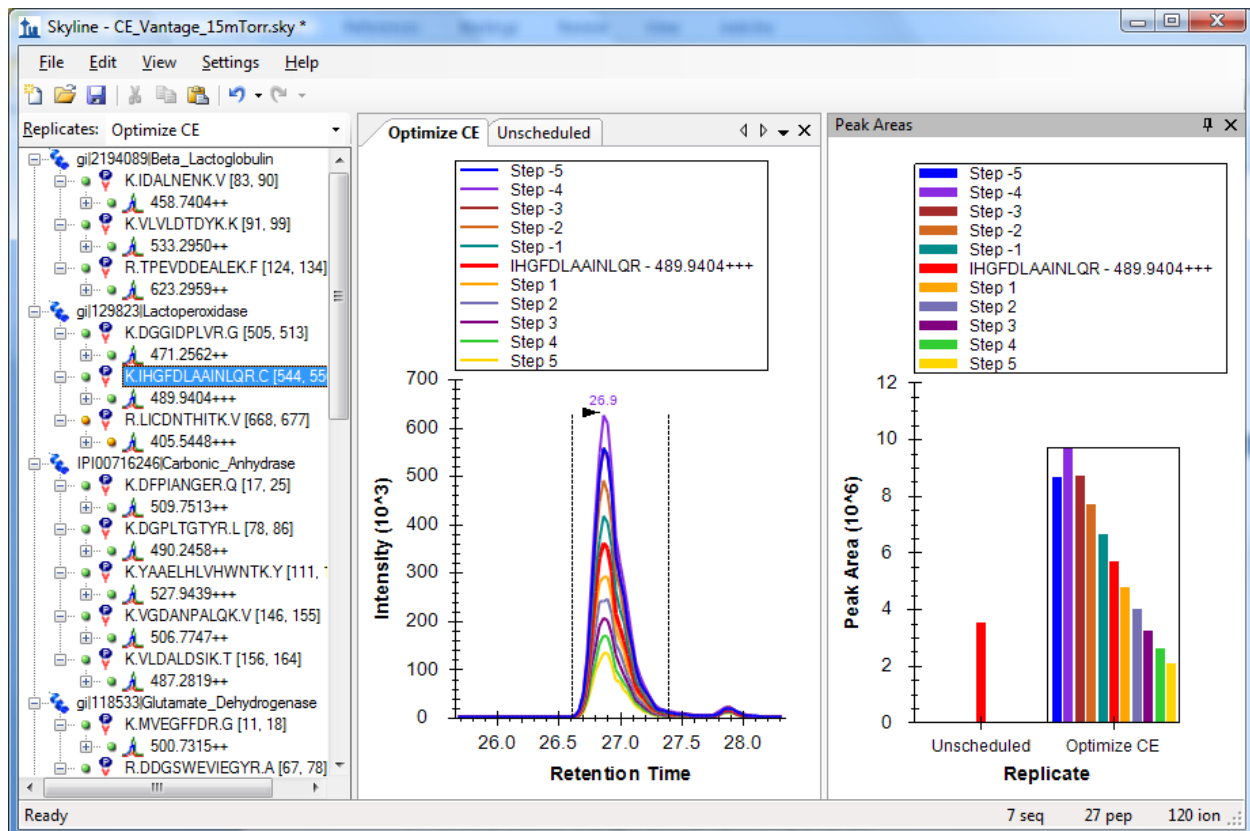 Skyline - CE_Vantage_15mTorr.sky *
File Edit View Settings Help
Replicates: Optimize CE
gi|2194089|Beta_Lactoglobulin
K.IDALNENK.V [83, 90]
458.7404++
K.VLVLDTDYK.K [91, 99]
533.2950++
R.TPEVDDEALEK.F [124, 134]
623.2959++
gi|129823|Lactoperoxidase
K.DGGIDPLVR.G [505, 513]
471.2562++
K.IHGFDLAAINLQR.C [544, 55
489.9404+++
R.LICDNTHITK.V [668, 677]
405.5448+++
IPI00716246|Carbonic_Anhydrase
K.DFPIANGER.Q [17, 25]
509.7513++
K.DGPLTGTYR.L [78, 86]
490.2458++
K.YAAELHLVHWNTK.Y [111,
527.9439+++
K.VGDANPALQK.V [146, 155]
506.7747++
K.VLDALDSIK.T [156, 164]
487.2819++
gi|118533|Glutamate_Dehydrogenase
K.MVEGFFDR.G [11, 18]
500.7315++
R.DDGSWEVIEGYR.A [67, 78]
Optimize CE Unscheduled
Step -5
Step -4
Step -3
Step -2
Step -1
IHGFDLAAINLQR - 489.9404+++
Step 1
Step 2
Step 3
Step 4
Step 5
26.9
700
600
500
400
300
200
100
0
Intensity (10^3)
26.0 26.5 27.0 27.5 28.0
Retention Time
Peak Areas
Step -5
Step -4
Step -3
Step -2
Step -1
IHGFDLAAINLQR - 489.9404+++
Step 1
Step 2
Step 3
Step 4
Step 5
12
10
8
6
4
2
0
Peak Area (10^6)
Unscheduled Optimize CE
Replicate
Ready 7 seq 27 pep 120 ion